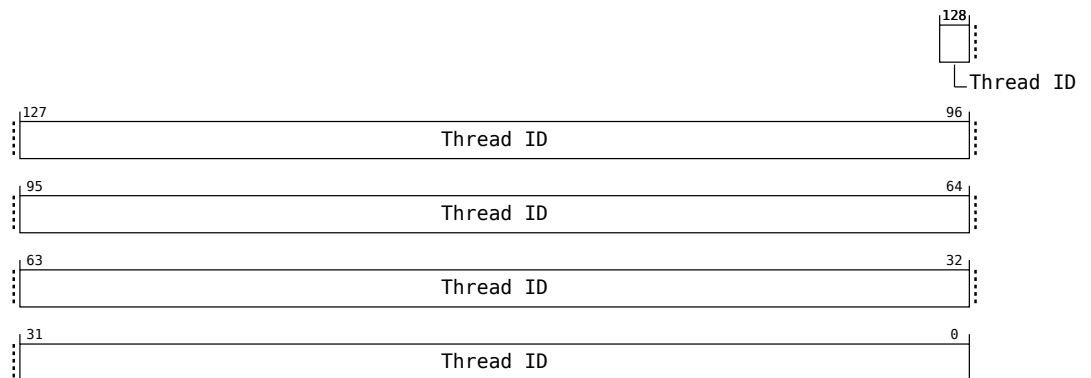 128
Thread ID
127 96
Thread ID
95 64
Thread ID
63 32
Thread ID
31 0
Thread ID